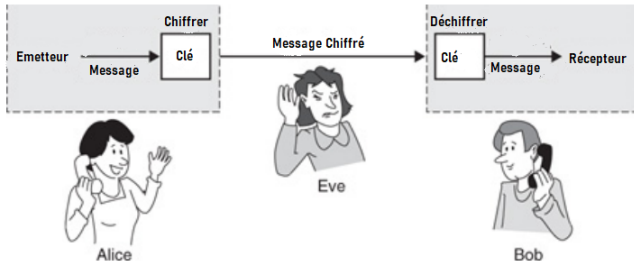 Chiffrer
Déchiffrer
Emetteur
Message
Clé
Message Chiffré
Clé
Message
Récepteur
Alice
Eve
Bob